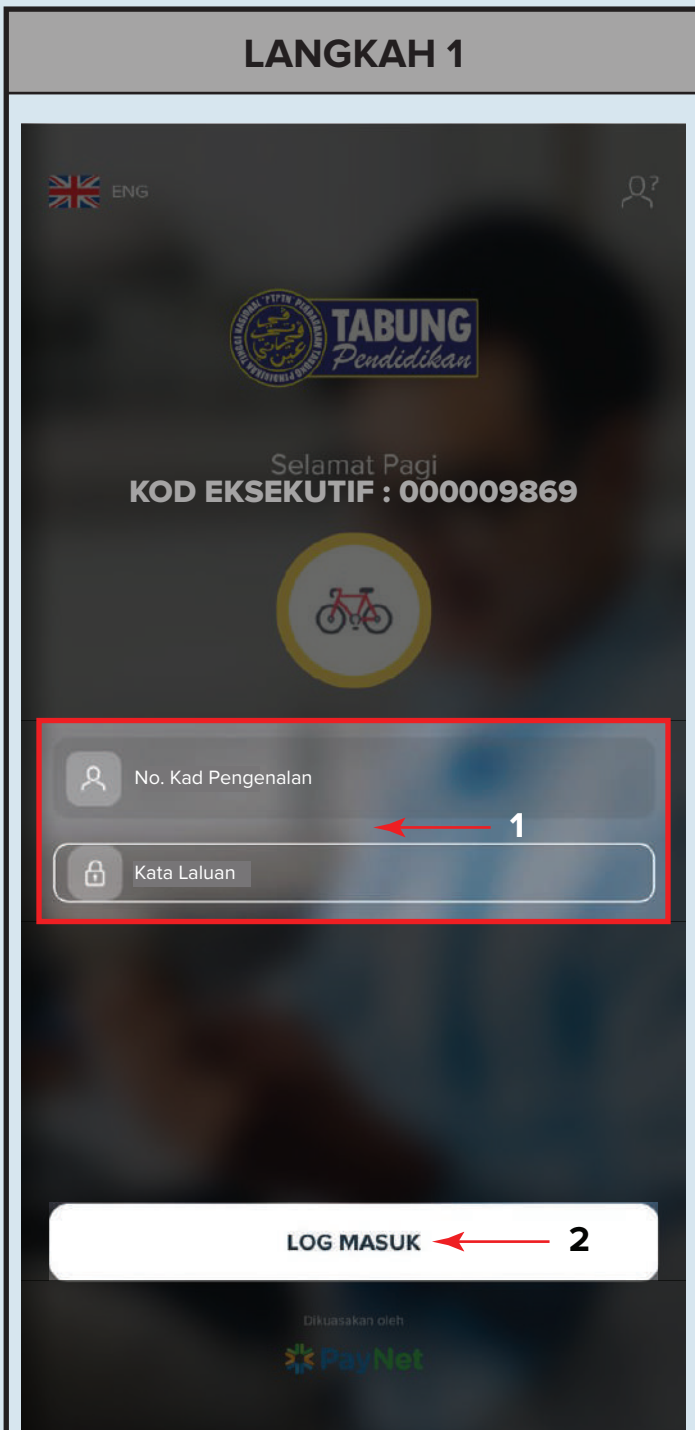 LANGKAH 1
ENG
TABUNG
Pendidikan
Selamat Pagi
KOD EKSEKUTIF : 000009869
No. Kad Pengenalan
1
Kata Laluan
LOG MASUK
2
Dikuasakan oleh
PayNet